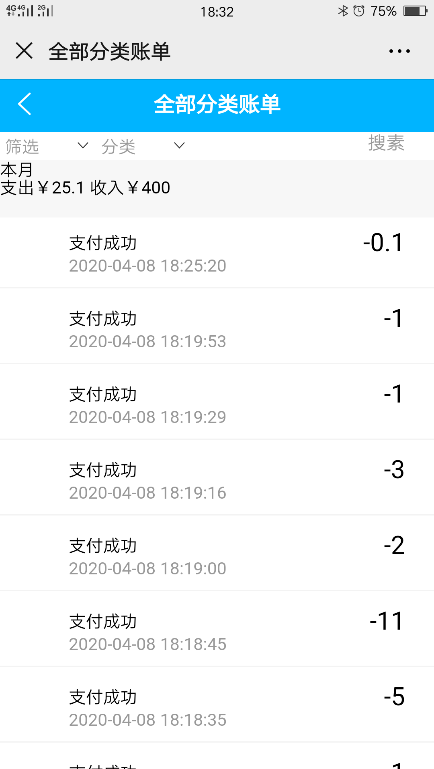 4G 4G 2G 18:32 75%
全部分类账单
全部分类账单
筛选 分类 搜素
本月
支出￥25.1 收入￥400
支付成功 -0.1
2020-04-08 18:25:20
支付成功 -1
2020-04-08 18:19:53
支付成功 -1
2020-04-08 18:19:29
支付成功 -3
2020-04-08 18:19:16
支付成功 -2
2020-04-08 18:19:00
支付成功 -11
2020-04-08 18:18:45
支付成功 -5
2020-04-08 18:18:35